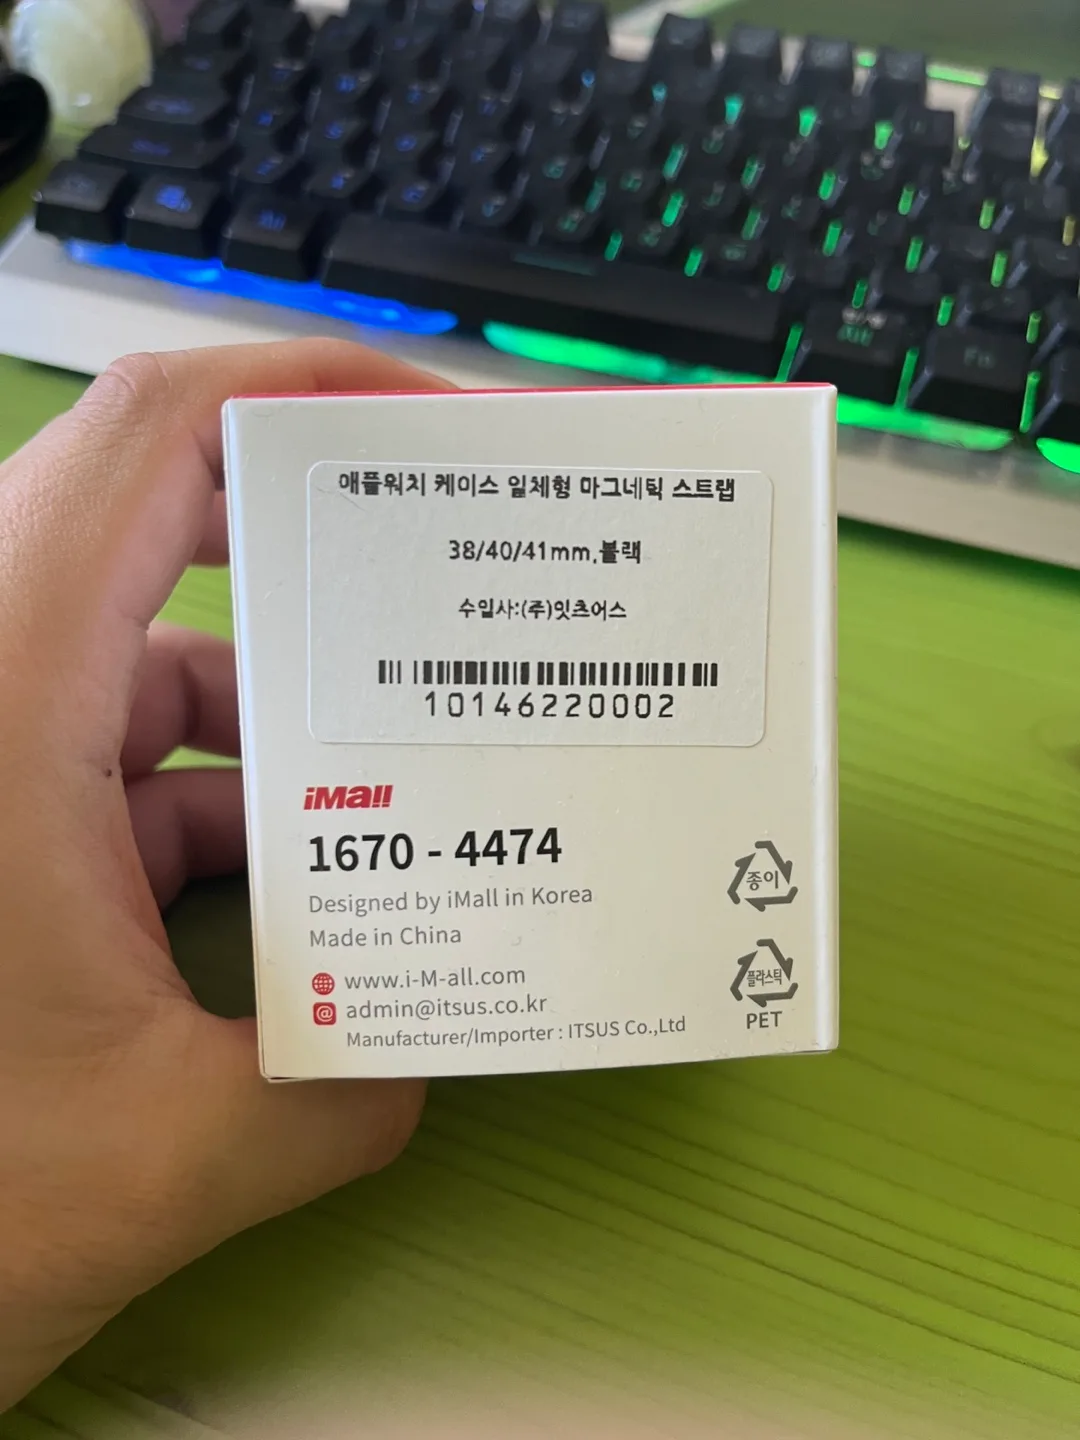 애플워치 케이스 일체형 마그네틱 스트랩
38/40/41mm,블랙
수입사:(주)잇츠어스
10146220002
iMall
1670 - 4474
Designed by iMall in Korea
Made in China
www.i-M-all.com
admin@itsus.co.kr
Manufacturer/Importer : ITSUS Co.,Ltd
종이
플라스틱
PET
Alt
Fn